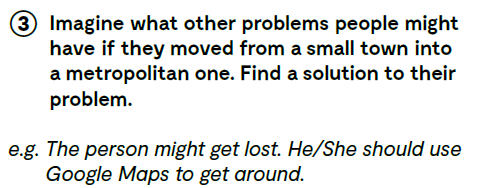 ③ Imagine what other problems people might
have if they moved from a small town into
a metropolitan one. Find a solution to their
problem.
e.g. The person might get lost. He/She should use
Google Maps to get around.